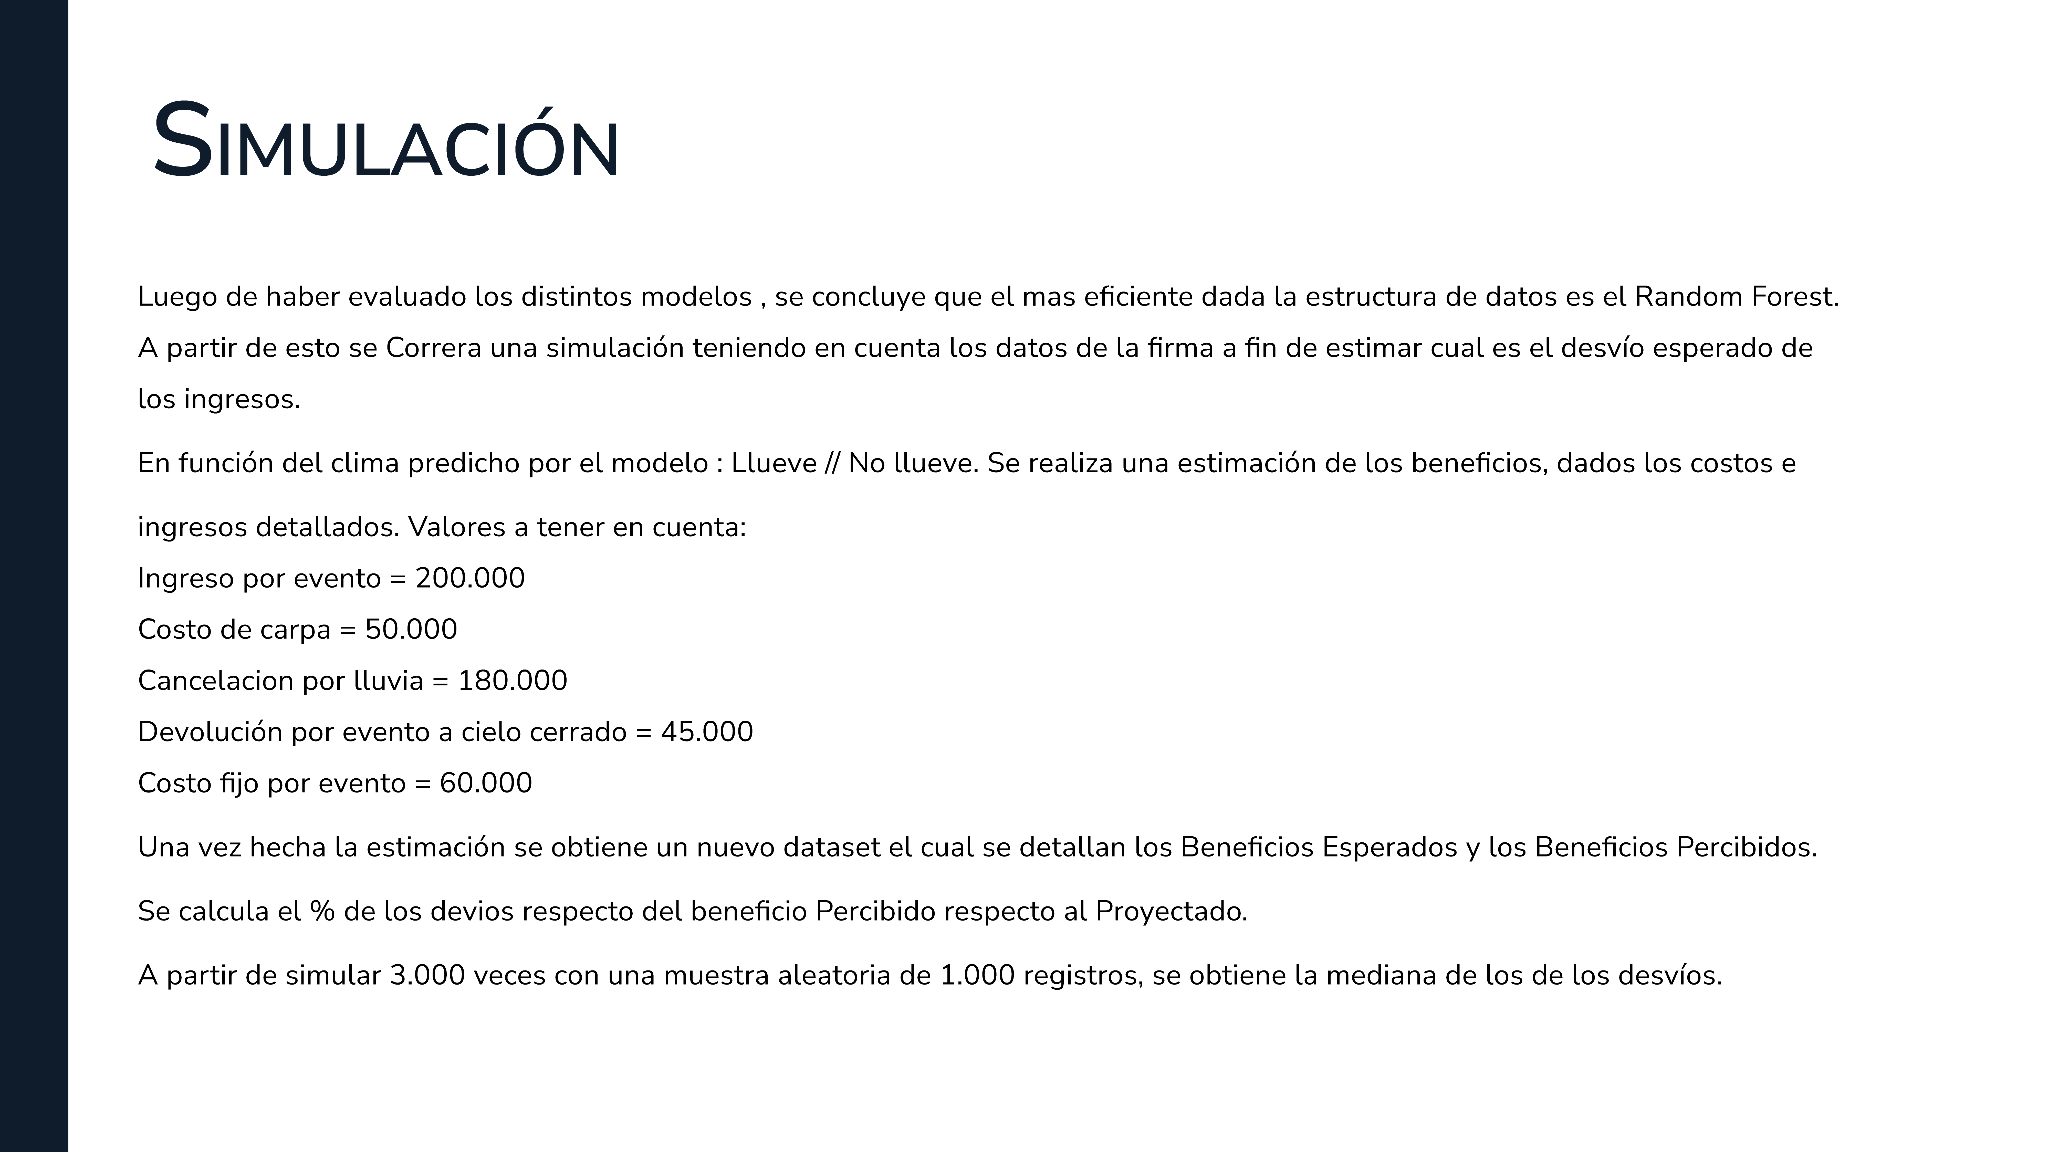 SIMULACIÓN
Luego de haber evaluado los distintos modelos , se concluye que el mas eficiente dada la estructura de datos es el Random Forest.
A partir de esto se Correra una simulación teniendo en cuenta los datos de la firma a fin de estimar cual es el desvío esperado de
los ingresos.
En función del clima predicho por el modelo : Llueve // No llueve. Se realiza una estimación de los beneficios, dados los costos e
ingresos detallados. Valores a tener en cuenta:
Ingreso por evento = 200.000
Costo de carpa = 50.000
Cancelacion por lluvia = 180.000
Devolución por evento a cielo cerrado = 45.000
Costo fijo por evento = 60.000
Una vez hecha la estimación se obtiene un nuevo dataset el cual se detallan los Beneficios Esperados y los Beneficios Percibidos.
Se calcula el % de los devios respecto del beneficio Percibido respecto al Proyectado.
A partir de simular 3.000 veces con una muestra aleatoria de 1.000 registros, se obtiene la mediana de los de los desvíos.